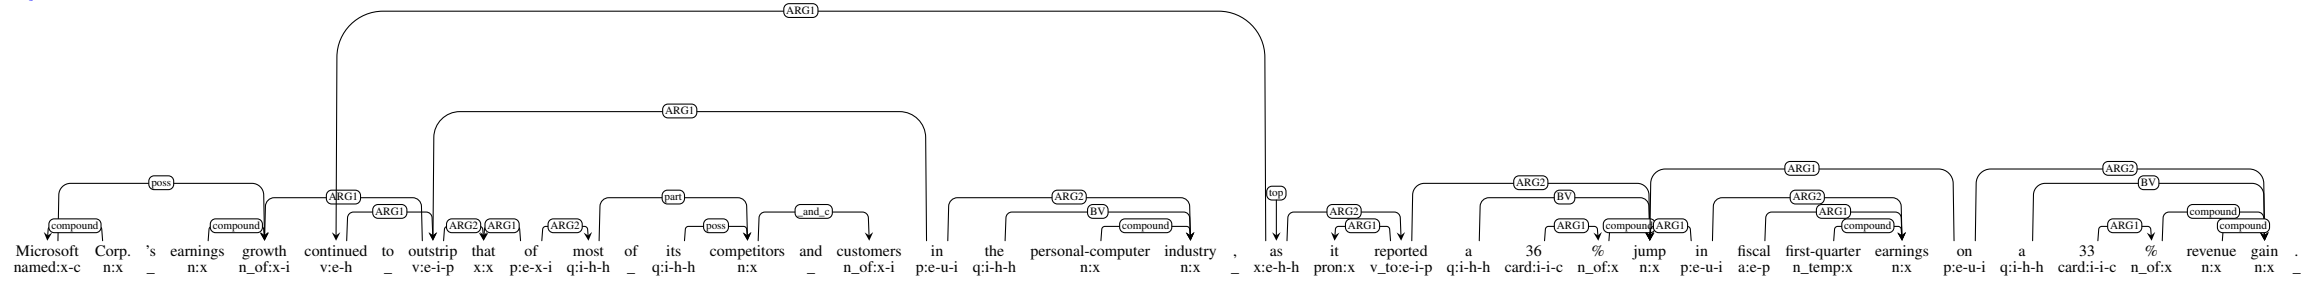 ARG1
ARG1
ARG1 ARG2
poss ARG2 BV
top
ARG1 part ARG2 BV ARG2
ARG1 _and_c BV ARG2 ARG1 compound
compound compound ARG2 ARG1 ARG2 poss compound ARG1 ARG1 compound ARG1 compound ARG1 compound
Microsoft Corp. 's earnings growth continued to outstrip that of most of its competitors and customers in the personal-computer industry , as it reported a 36 % jump in fiscal first-quarter earnings on a 33 % revenue gain .
named:x-c n:x _ n:x n_of:x-i v:e-h _ v:e-i-p x:x p:e-x-i q:i-h-h _ q:i-h-h n:x _ n_of:x-i p:e-u-i q:i-h-h n:x n:x _ x:e-h-h pron:x v_to:e-i-p q:i-h-h card:i-i-c n_of:x n:x p:e-u-i a:e-p n_temp:x n:x p:e-u-i q:i-h-h card:i-i-c n_of:x n:x n:x _